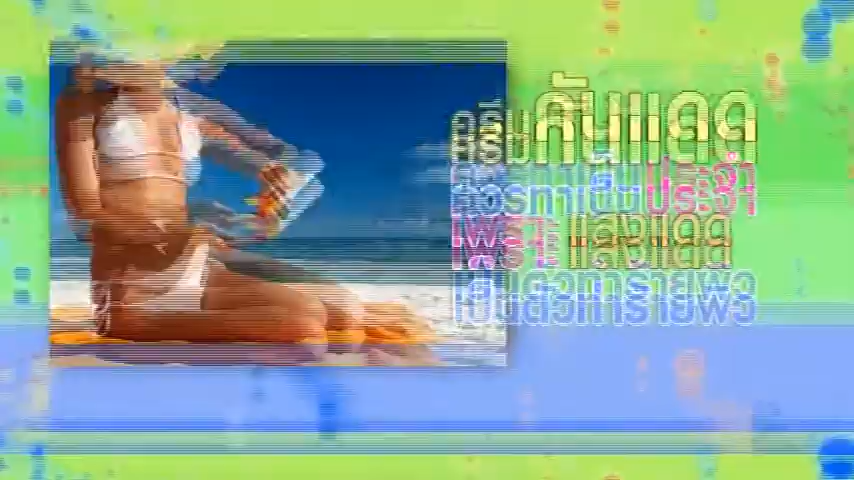 ครีมกันแดด
ควรทาเป็นประจำ
เพราะแสงแดด
เป็นตัวการร้ายผิว